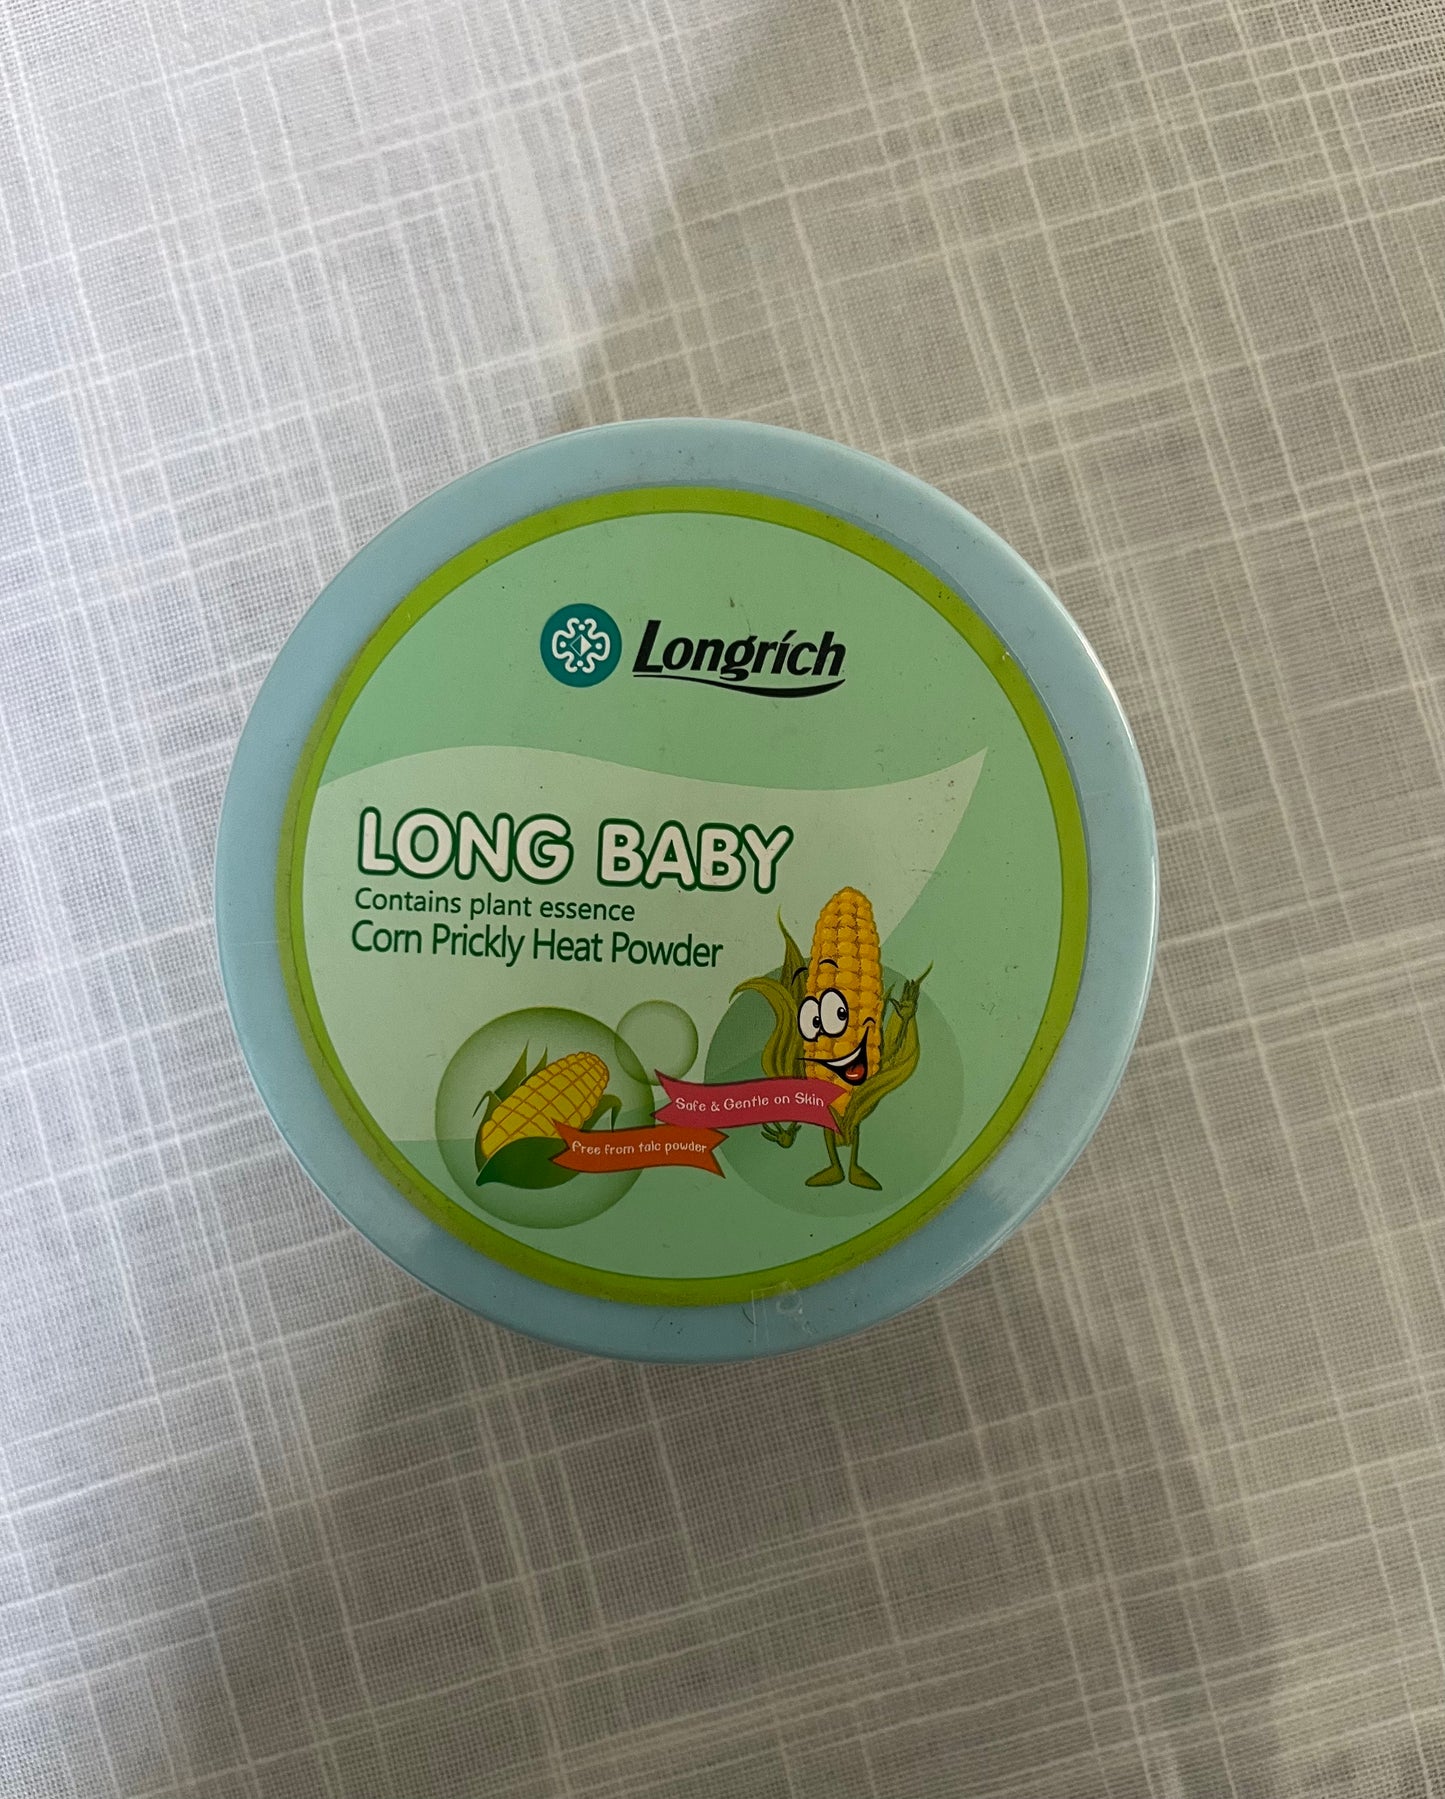 Longrich
LONG BABY
Contains plant essence
Corn Prickly Heat Powder
Safe & Gentle on Skin
Free from talc powder